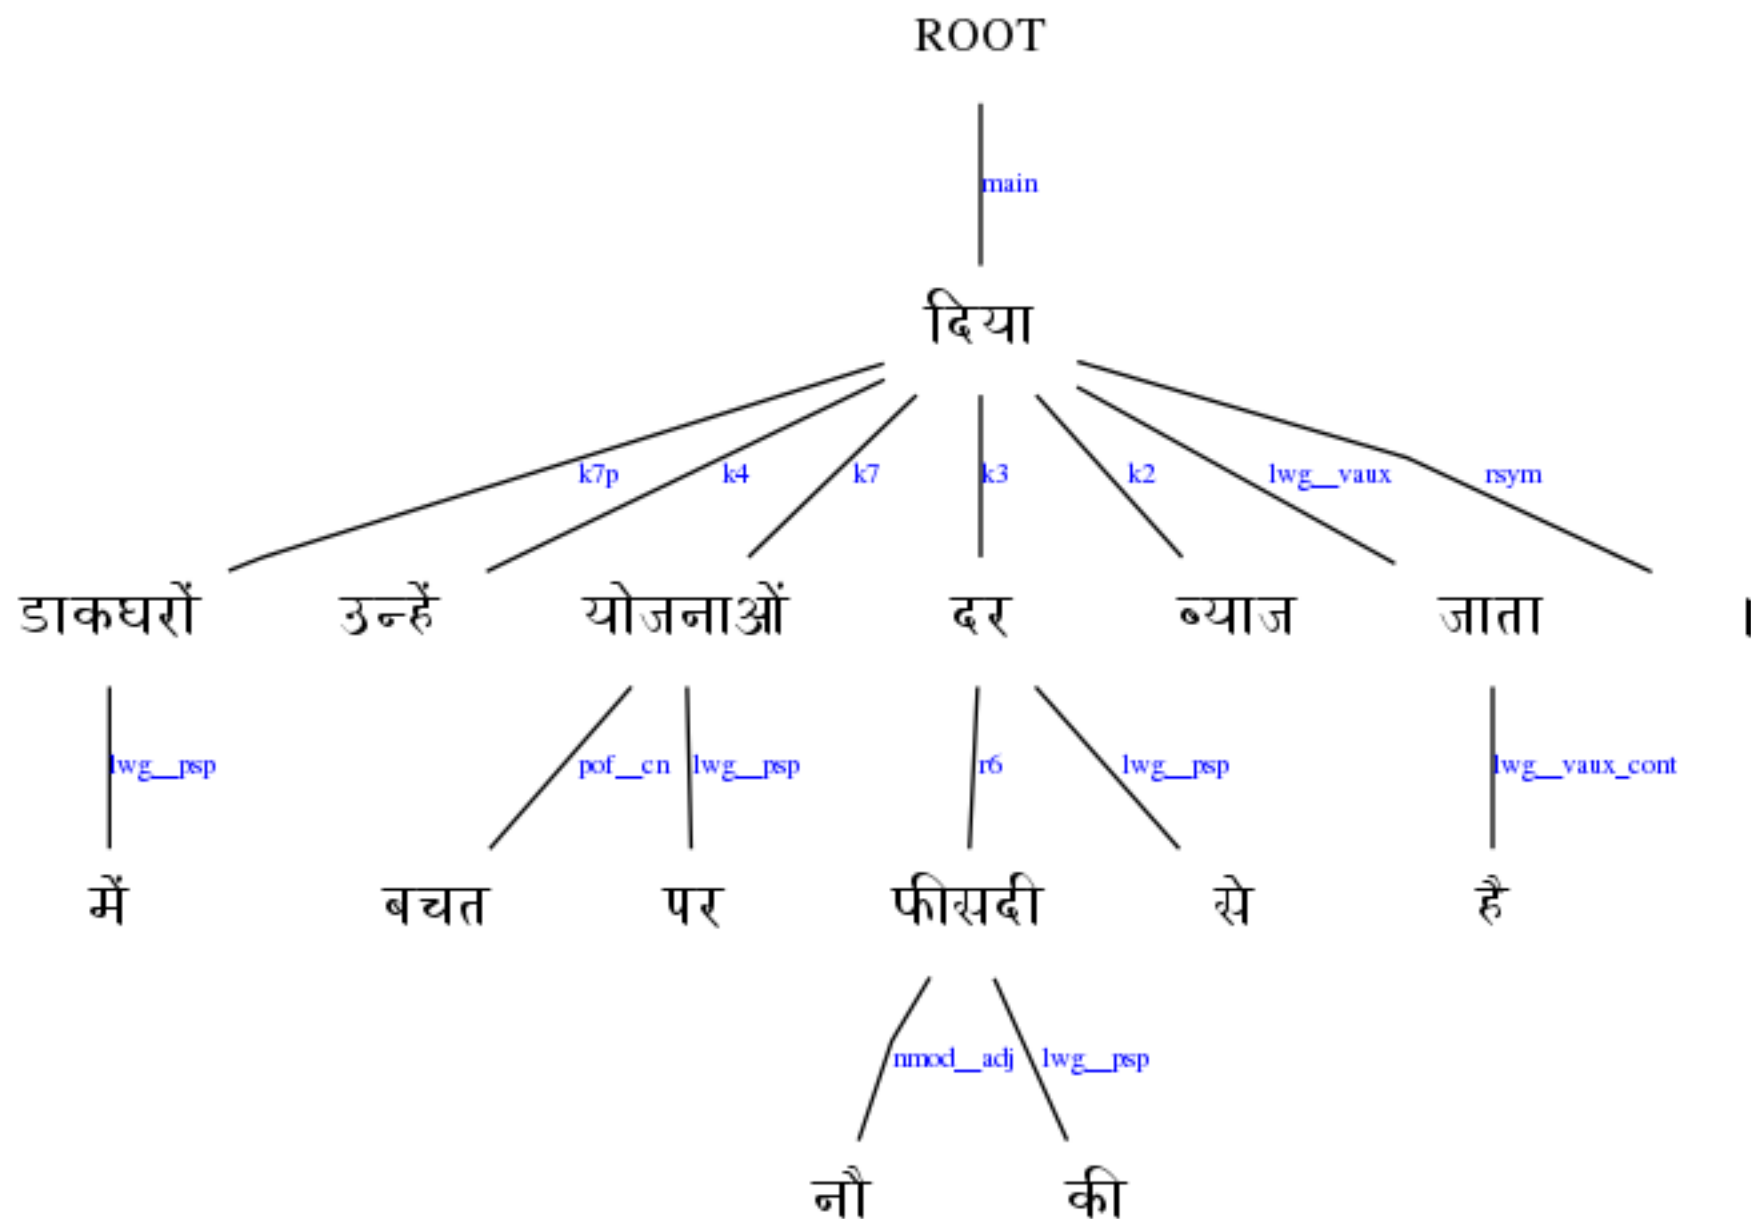 ROOT
main
दिया
k7p k4 k7 k3 k2 lwg__vaux rsym
डाकघरों उन्हें योजनाओं दर ब्याज जाता ।
lwg__psp pof__cn lwg__psp r6 lwg__psp lwg__vaux_cont
में बचत पर फीसदी से है
nmod__adj lwg__psp
नौ की